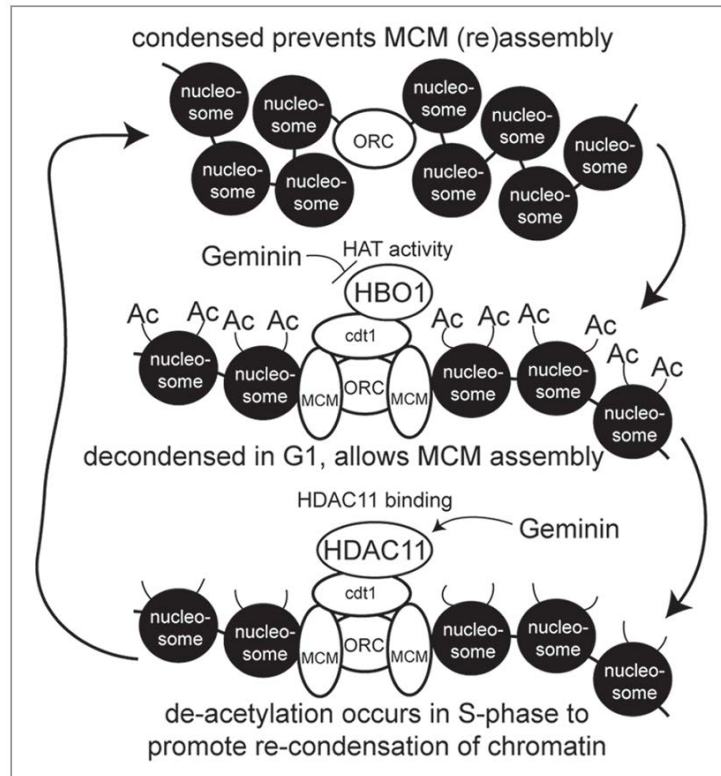 condensed prevents MCM (re)assembly
nucleo-
some
nucleo-
some
nucleo-
some
nucleo-
some
ORC
nucleo-
some
nucleo-
some
nucleo-
some
nucleo-
some
nucleo-
some
Geminin
HAT activity
HBO1
cdt1
Ac
Ac
Ac
Ac
Ac
Ac
Ac
Ac
Ac
Ac
nucleo-
some
nucleo-
some
MCM
ORC
MCM
nucleo-
some
nucleo-
some
nucleo-
some
decondensed in G1, allows MCM assembly
HDAC11 binding
HDAC11
Geminin
cdt1
nucleo-
some
nucleo-
some
MCM
ORC
MCM
nucleo-
some
nucleo-
some
nucleo-
some
de-acetylation occurs in S-phase to
promote re-condensation of chromatin